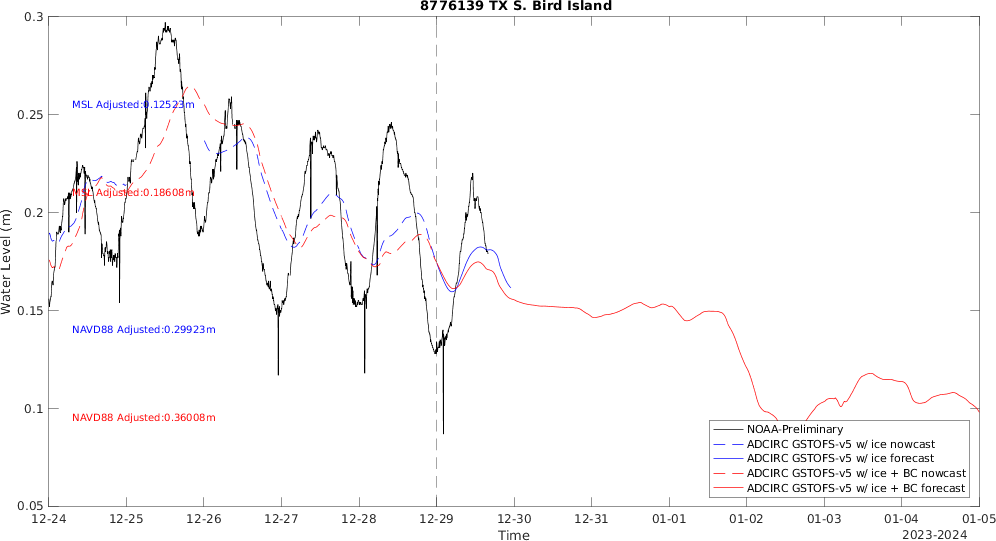 8776139 TX S. Bird Island
0.3
0.25
0.2
0.15
0.1
0.05
Water Level (m)
MSL Adjusted:0.12523m
MSL Adjusted:0.18608m
NAVD88 Adjusted:0.29923m
NAVD88 Adjusted:0.36008m
NOAA-Preliminary
ADCIRC GSTOFS-v5 w/ ice nowcast
ADCIRC GSTOFS-v5 w/ ice forecast
ADCIRC GSTOFS-v5 w/ ice + BC nowcast
ADCIRC GSTOFS-v5 w/ ice + BC forecast
12-24 12-25 12-26 12-27 12-28 12-29 12-30 12-31 01-01 01-02 01-03 01-04 01-05
Time
2023-2024